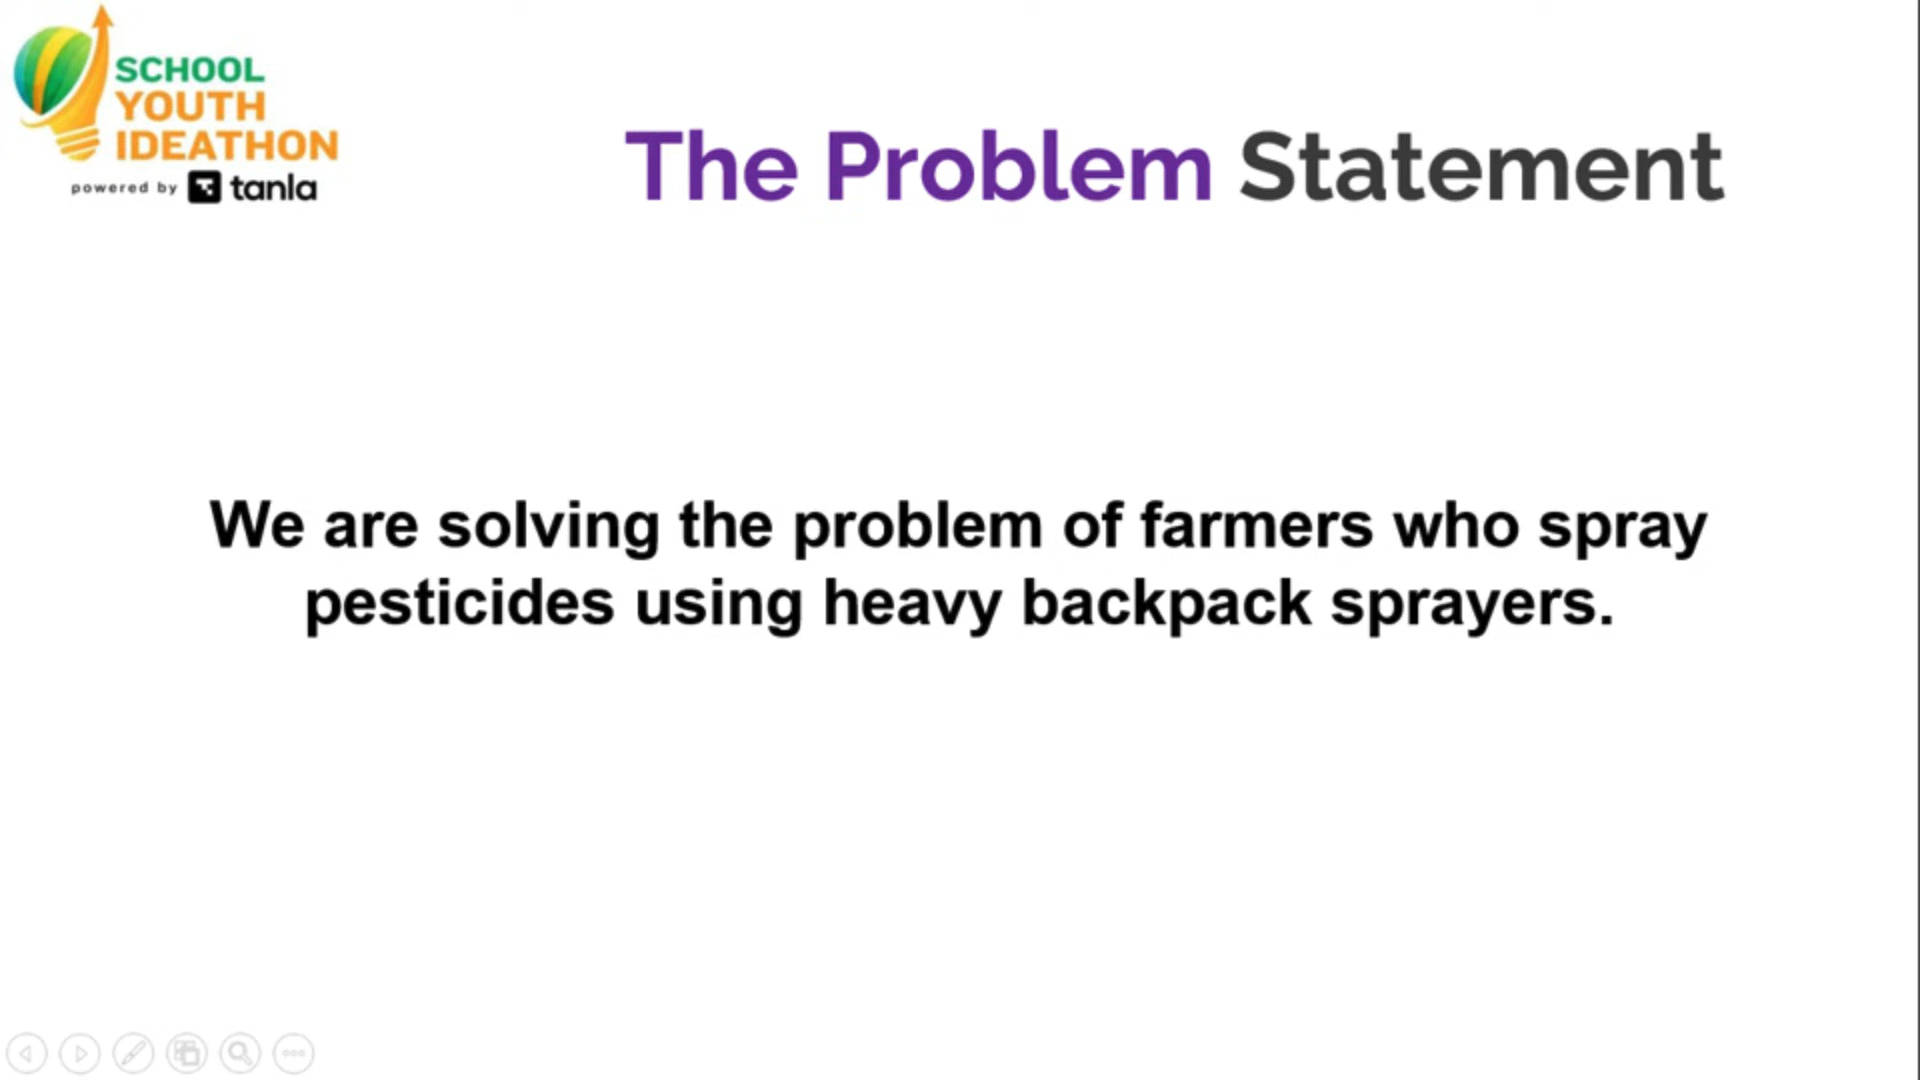 SCHOOL
YOUTH
IDEATHON
powered by tanla
The Problem Statement
We are solving the problem of farmers who spray
pesticides using heavy backpack sprayers.